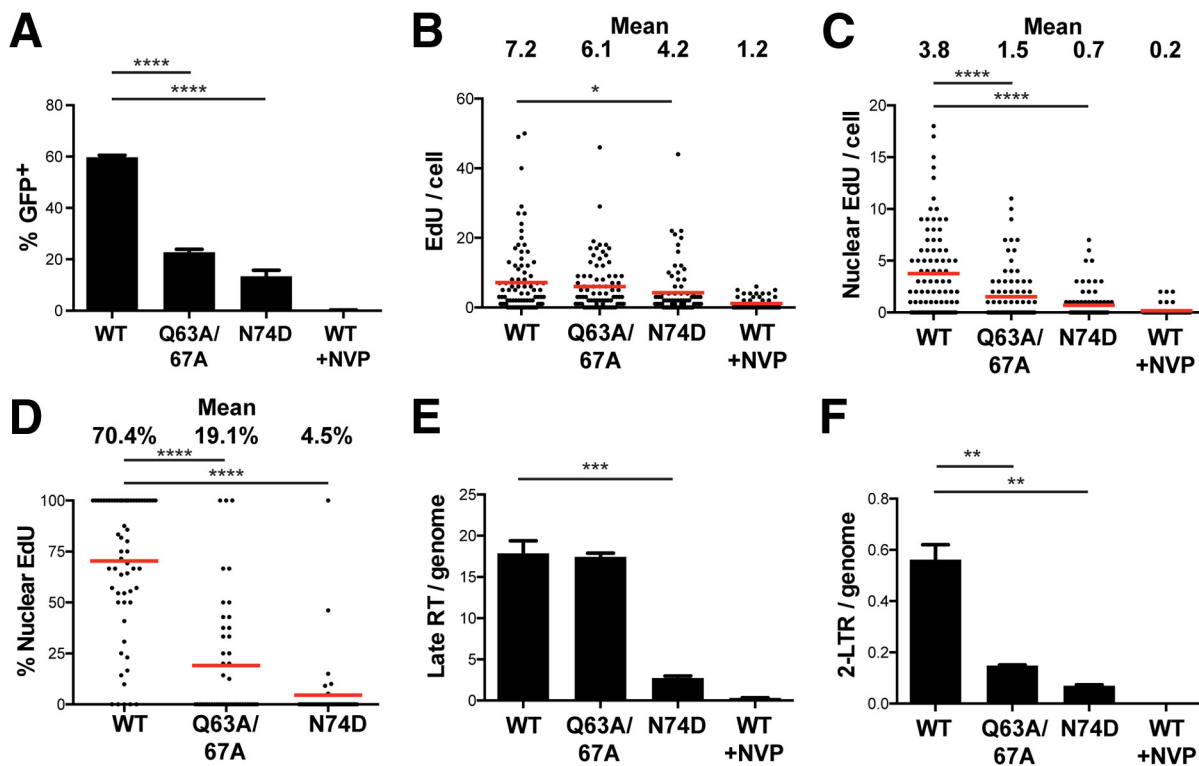 A
****
****
% GFP+
80
60
40
20
0
WT
Q63A/
67A
N74D
WT
+NVP
B
Mean
7.2 6.1 4.2 1.2
*
EdU / cell
60
40
20
0
WT
Q63A/
67A
N74D
WT
+NVP
C
Mean
3.8 1.5 0.7 0.2
****
****
Nuclear EdU / cell
20
15
10
5
0
WT
Q63A/
67A
N74D
WT
+NVP
D
Mean
70.4% 19.1% 4.5%
****
****
% Nuclear EdU
100
75
50
25
0
WT
Q63A/
67A
N74D
E
***
Late RT / genome
25
20
15
10
5
0
WT
Q63A/
67A
N74D
WT
+NVP
F
**
**
2-LTR / genome
0.8
0.6
0.4
0.2
0.0
WT
Q63A/
67A
N74D
WT
+NVP